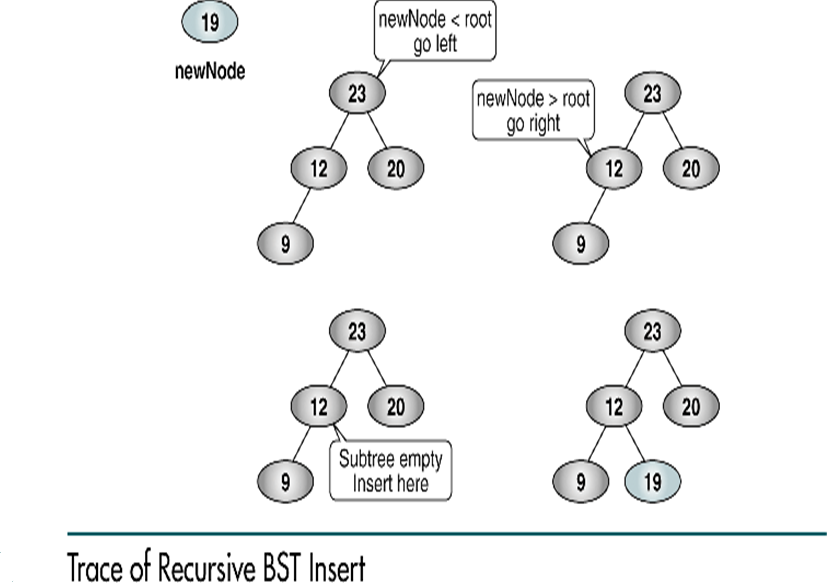 19
newNode
newNode < root
go left
23
12
20
9
newNode > root
go right
23
12
20
9
23
12
20
9
Subtree empty
Insert here
23
12
20
9
19
Trace of Recursive BST Insert